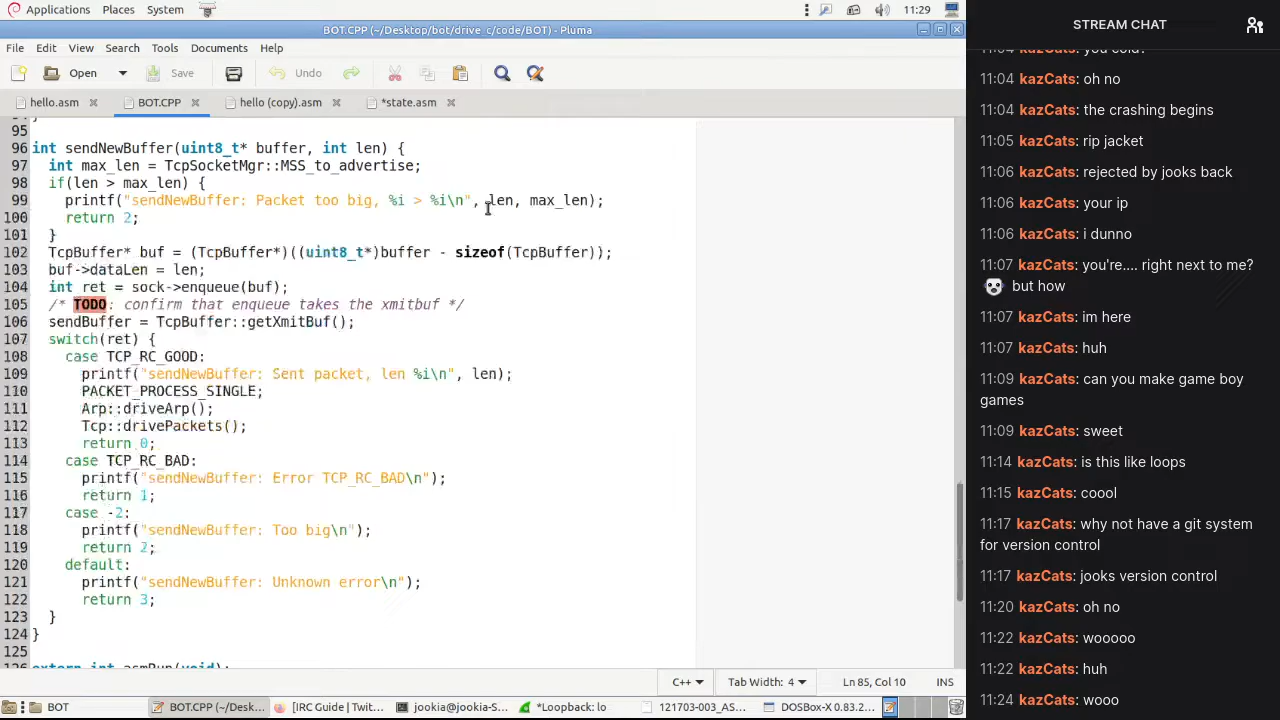 Applications Places System 11:29
BOT.CPP (~/Desktop/bot/drive_c/code/BOT) - Pluma
File Edit View Search Tools Documents Help
Open Save Undo
hello.asm BOT.CPP hello (copy).asm *state.asm
95
96 int sendNewBuffer(uint8_t* buffer, int len) {
97 int max_len = TcpSocketMgr::MSS_to_advertise;
98 if(len > max_len) {
99 printf("sendNewBuffer: Packet too big, %i > %i\n", len, max_len);
100 return 2;
101 }
102 TcpBuffer* buf = (TcpBuffer*)((uint8_t*)buffer - sizeof(TcpBuffer));
103 buf->dataLen = len;
104 int ret = sock->enqueue(buf);
105 /* TODO: confirm that enqueue takes the xmitbuf */
106 sendBuffer = TcpBuffer::getXmitBuf();
107 switch(ret) {
108 case TCP_RC_GOOD:
109 printf("sendNewBuffer: Sent packet, len %i\n", len);
110 PACKET_PROCESS_SINGLE;
111 Arp::driveArp();
112 Tcp::drivePackets();
113 return 0;
114 case TCP_RC_BAD:
115 printf("sendNewBuffer: Error TCP_RC_BAD\n");
116 return 1;
117 case -2:
118 printf("sendNewBuffer: Too big\n");
119 return 2;
120 default:
121 printf("sendNewBuffer: Unknown error\n");
122 return 3;
123 }
124 }
125
126 extern int asmRun(void);
C++ Tab Width: 4 Ln 85, Col 10 INS
BOT BOT.CPP (~/Desk... [IRC Guide | Twitc... jookia@jookia-S... *Loopback: lo 121703-003_AS... DOSBox-X 0.83.2...
STREAM CHAT
11:04 kazCats: you cold?
11:04 kazCats: oh no
11:04 kazCats: the crashing begins
11:05 kazCats: rip jacket
11:06 kazCats: rejected by jooks back
11:06 kazCats: your ip
11:06 kazCats: i dunno
11:07 kazCats: you're.... right next to me?
but how
11:07 kazCats: im here
11:07 kazCats: huh
11:09 kazCats: can you make game boy
games
11:09 kazCats: sweet
11:14 kazCats: is this like loops
11:15 kazCats: coool
11:17 kazCats: why not have a git system
for version control
11:17 kazCats: jooks version control
11:20 kazCats: oh no
11:22 kazCats: wooooo
11:22 kazCats: huh
11:24 kazCats: wooo